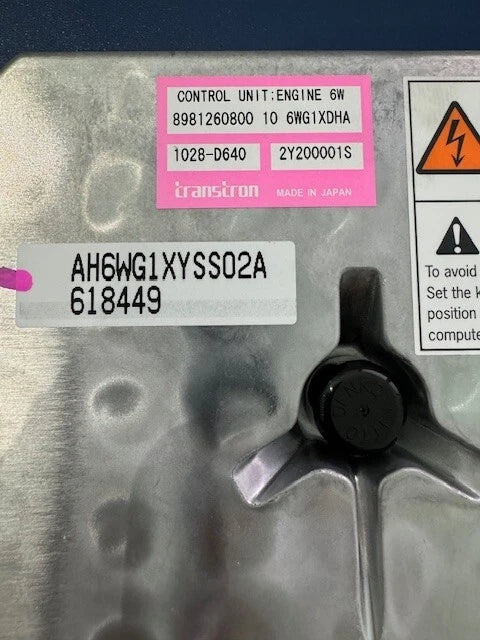 CONTROL UNIT:ENGINE 6W
8981260800 10 6WG1XDHA
1028-D640 2Y200001S
transtron MADE IN JAPAN
AH6WG1XYSS02A
618449
To avoid
Set the k
position
compute